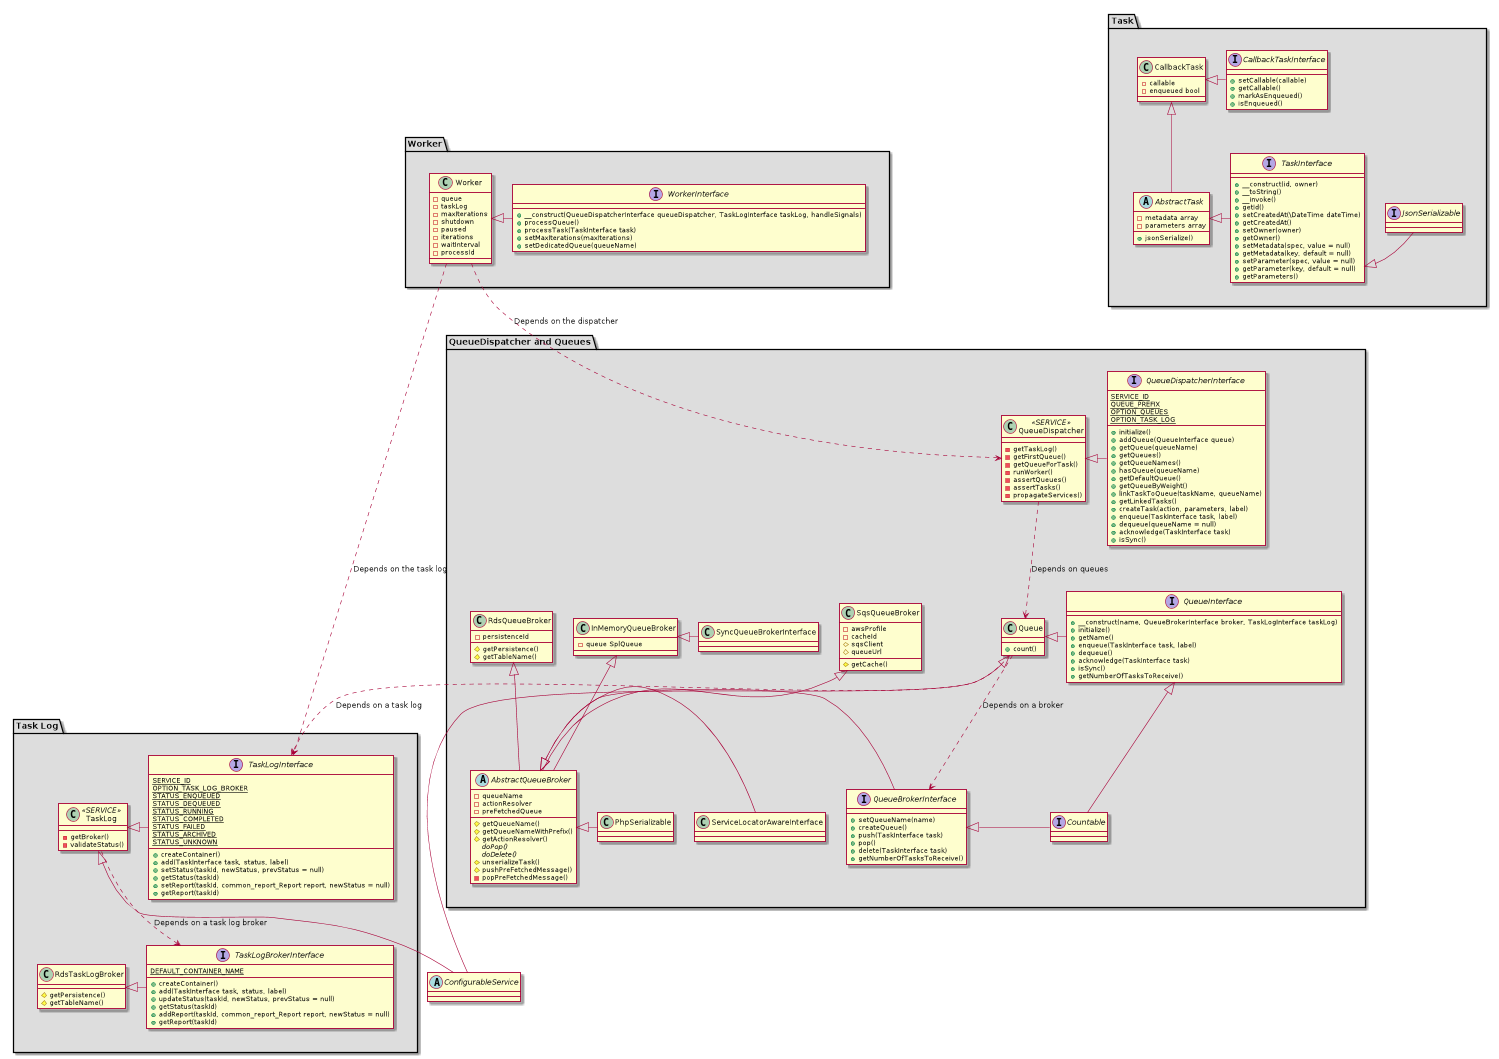 Task
CallbackTask
callable
enqueued bool
CallbackTaskInterface
setCallable(callable)
getCallable()
markAsEnqueued()
isEnqueued()
AbstractTask
metadata array
parameters array
jsonSerialize()
TaskInterface
__construct(id, owner)
__toString()
__invoke()
getId()
setCreatedAt(\DateTime dateTime)
getCreatedAt()
setOwner(owner)
getOwner()
setMetadata(spec, value = null)
getMetadata(key, default = null)
setParameter(spec, value = null)
getParameter(key, default = null)
getParameters()
JsonSerializable
Worker
Worker
queue
taskLog
maxIterations
shutdown
paused
iterations
waitInterval
processId
WorkerInterface
__construct(QueueDispatcherInterface queueDispatcher, TaskLogInterface taskLog, handleSignals)
processQueue()
processTask(TaskInterface task)
setMaxIterations(maxIterations)
setDedicatedQueue(queueName)
Depends on the dispatcher
Depends on the task log
QueueDispatcher and Queues
«SERVICE»
QueueDispatcher
getTaskLog()
getFirstQueue()
getQueueForTask()
runWorker()
assertQueues()
assertTasks()
propagateServices()
QueueDispatcherInterface
SERVICE_ID
QUEUE_PREFIX
OPTION_QUEUES
OPTION_TASK_LOG
initialize()
addQueue(QueueInterface queue)
getQueue(queueName)
getQueues()
getQueueNames()
hasQueue(queueName)
getDefaultQueue()
getQueueByWeight()
linkTaskToQueue(taskName, queueName)
getLinkedTasks()
createTask(action, parameters, label)
enqueue(TaskInterface task, label)
dequeue(queueName = null)
acknowledge(TaskInterface task)
isSync()
Depends on queues
RdsQueueBroker
persistenceId
getPersistence()
getTableName()
InMemoryQueueBroker
queue SplQueue
SyncQueueBrokerInterface
SqsQueueBroker
awsProfile
cacheId
sqsClient
queueUrl
getCache()
Queue
count()
QueueInterface
__construct(name, QueueBrokerInterface broker, TaskLogInterface taskLog)
initialize()
getName()
enqueue(TaskInterface task, label)
dequeue()
acknowledge(TaskInterface task)
isSync()
getNumberOfTasksToReceive()
Depends on a task log
Depends on a broker
AbstractQueueBroker
queueName
actionResolver
preFetchedQueue
getQueueName()
getQueueNameWithPrefix()
getActionResolver()
doPop()
doDelete()
unserializeTask()
pushPreFetchedMessage()
popPreFetchedMessage()
PhpSerializable
ServiceLocatorAwareInterface
QueueBrokerInterface
setQueueName(name)
createQueue()
push(TaskInterface task)
pop()
delete(TaskInterface task)
getNumberOfTasksToReceive()
Countable
Task Log
«SERVICE»
TaskLog
getBroker()
validateStatus()
TaskLogInterface
SERVICE_ID
OPTION_TASK_LOG_BROKER
STATUS_ENQUEUED
STATUS_DEQUEUED
STATUS_RUNNING
STATUS_COMPLETED
STATUS_FAILED
STATUS_ARCHIVED
STATUS_UNKNOWN
createContainer()
add(TaskInterface task, status, label)
setStatus(taskId, newStatus, prevStatus = null)
getStatus(taskId)
setReport(taskId, common_report_Report report, newStatus = null)
getReport(taskId)
Depends on a task log broker
RdsTaskLogBroker
getPersistence()
getTableName()
TaskLogBrokerInterface
DEFAULT_CONTAINER_NAME
createContainer()
add(TaskInterface task, status, label)
updateStatus(taskId, newStatus, prevStatus = null)
getStatus(taskId)
addReport(taskId, common_report_Report report, newStatus = null)
getReport(taskId)
ConfigurableService